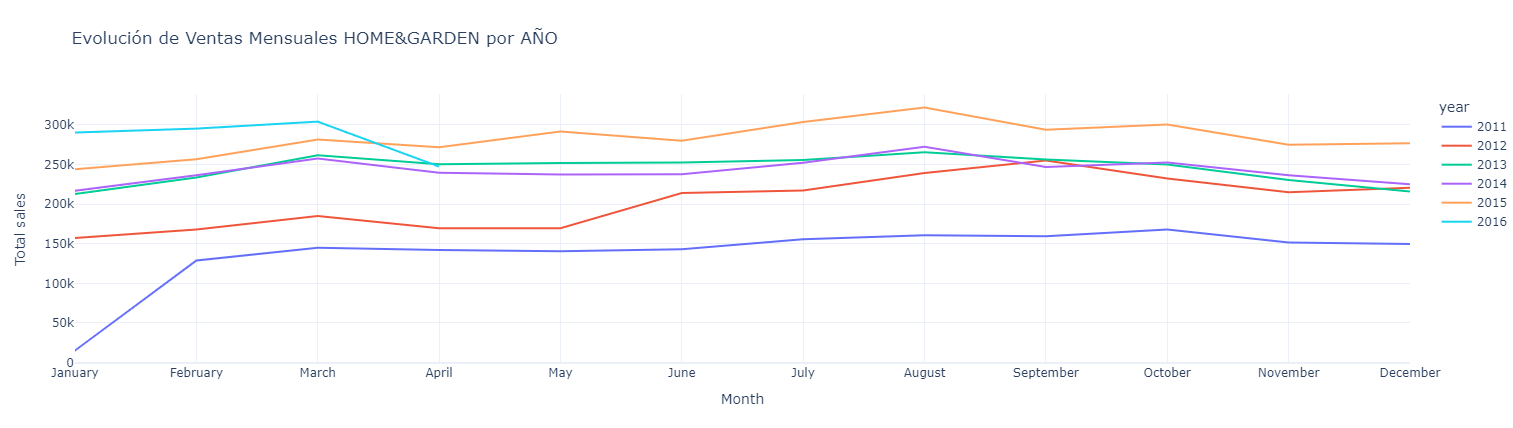 Evolución de Ventas Mensuales HOME&GARDEN por AÑO
year
2011
2012
2013
2014
2015
2016
Total sales
300k
250k
200k
150k
100k
50k
0
January February March April May June July August September October November December
Month